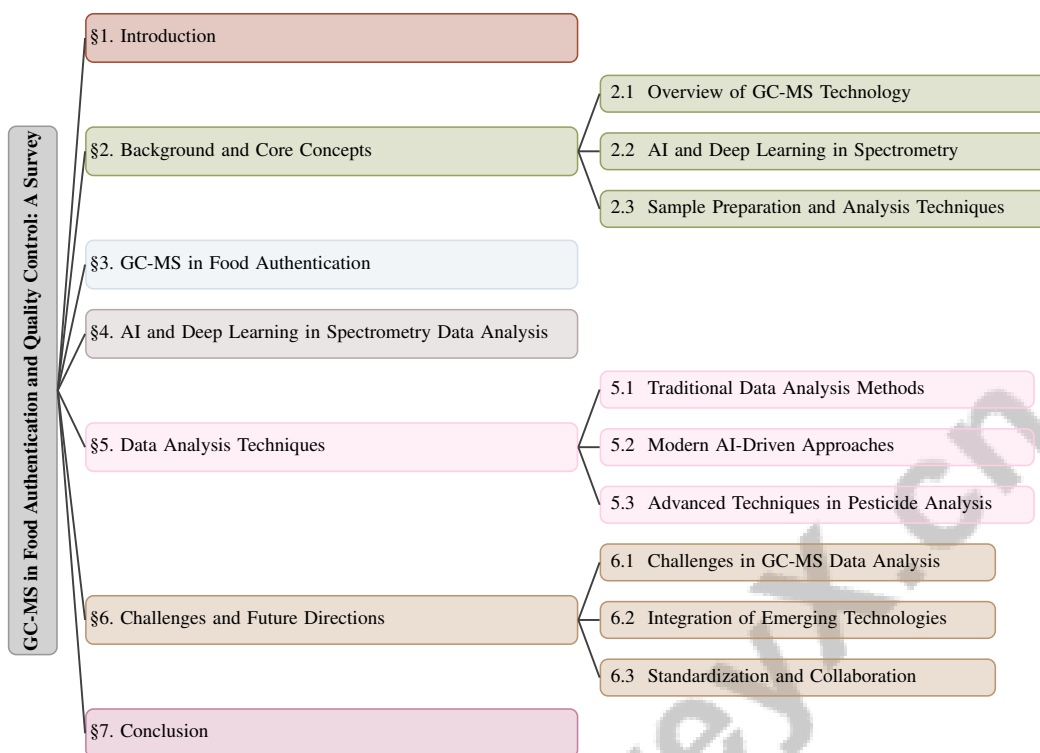 GC-MS in Food Authentication and Quality Control: A Survey
§1. Introduction
§2. Background and Core Concepts
2.1 Overview of GC-MS Technology
2.2 AI and Deep Learning in Spectrometry
2.3 Sample Preparation and Analysis Techniques
§3. GC-MS in Food Authentication
§4. AI and Deep Learning in Spectrometry Data Analysis
§5. Data Analysis Techniques
5.1 Traditional Data Analysis Methods
5.2 Modern AI-Driven Approaches
5.3 Advanced Techniques in Pesticide Analysis
§6. Challenges and Future Directions
6.1 Challenges in GC-MS Data Analysis
6.2 Integration of Emerging Technologies
6.3 Standardization and Collaboration
§7. Conclusion
eyx.cn